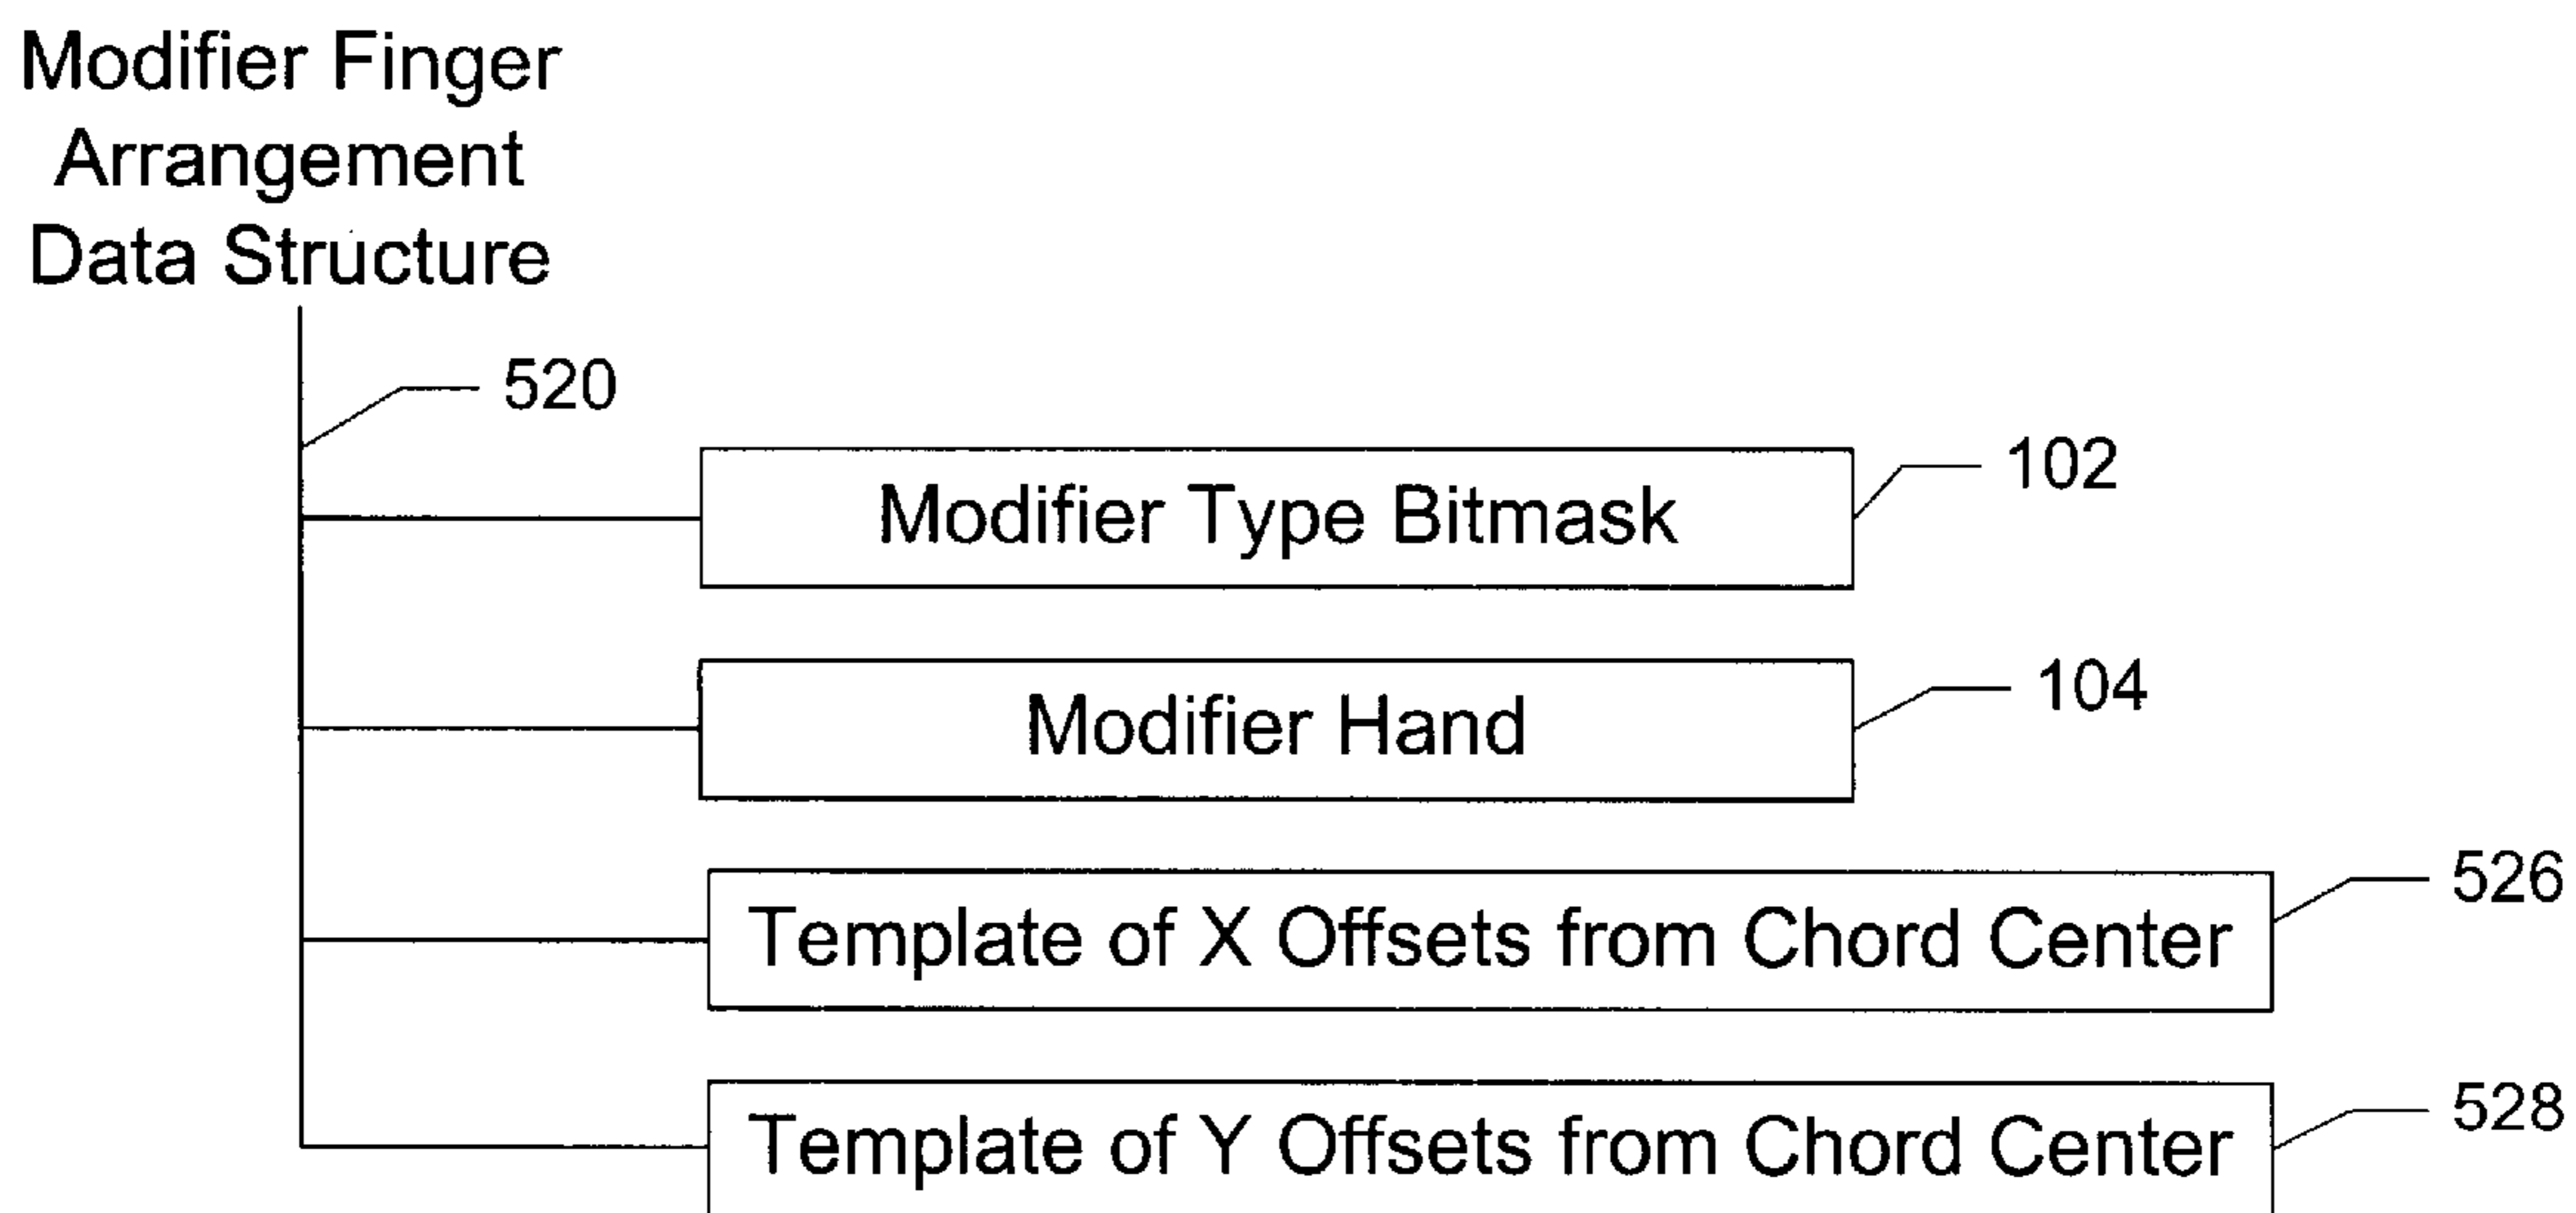 Modifier Finger
Arrangement
Data Structure
520
Modifier Type Bitmask
102
Modifier Hand
104
Template of X Offsets from Chord Center
526
Template of Y Offsets from Chord Center
528